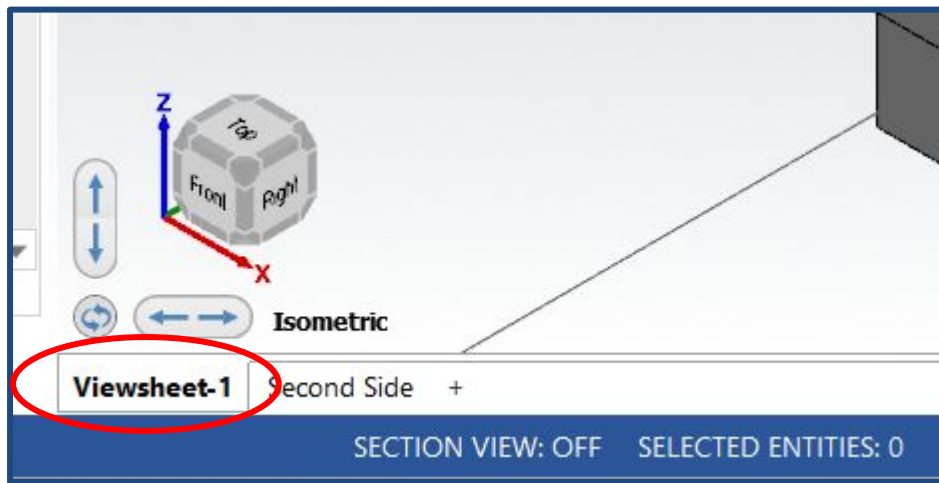 Z
Top
Front Right
X
Isometric
Viewsheet-1 Second Side +
SECTION VIEW: OFF SELECTED ENTITIES: 0